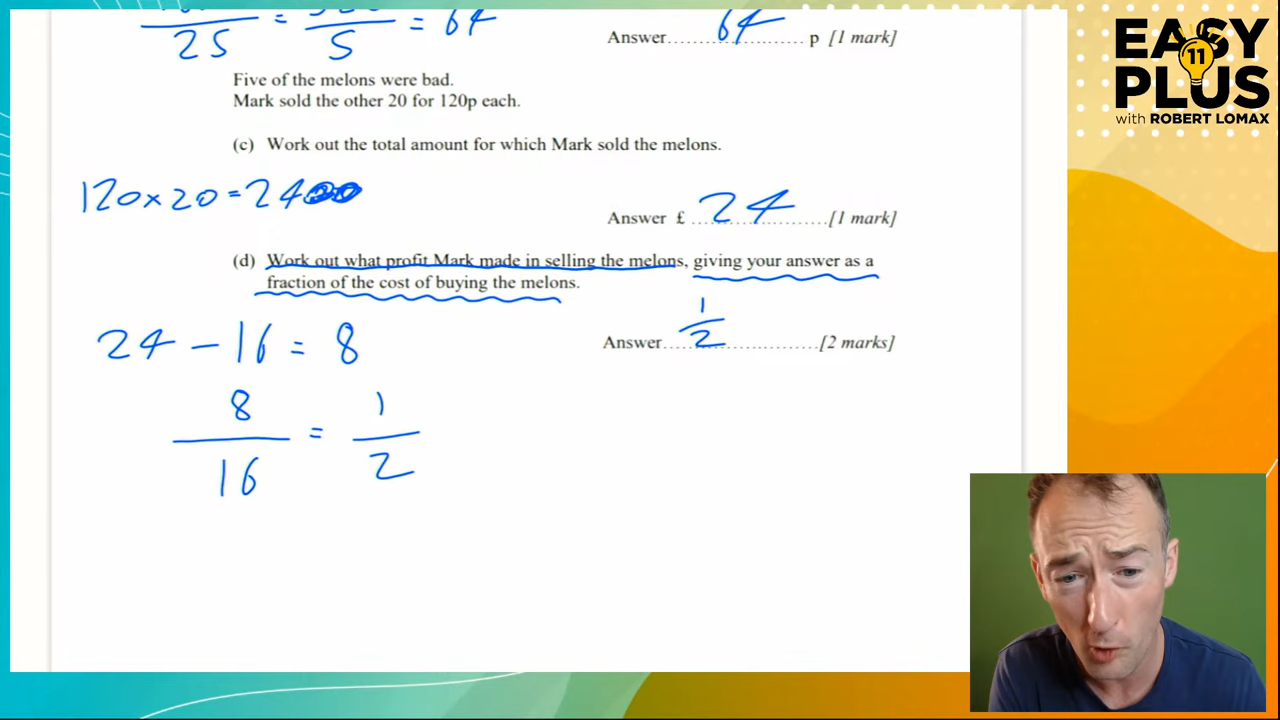 25 = 5 = 64
Answer 64 p [1 mark]
Five of the melons were bad.
Mark sold the other 20 for 120p each.
(c) Work out the total amount for which Mark sold the melons.
120 × 20 = 24
Answer £ 24 [1 mark]
(d) Work out what profit Mark made in selling the melons, giving your answer as a
fraction of the cost of buying the melons.
Answer 1/2 [2 marks]
24 - 16 = 8
8/16 = 1/2
EASY
11
PLUS
with ROBERT LOMAX